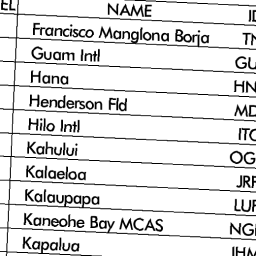 EL NAME ID
Francisco Manglona Borja TN
Guam Intl GU
Hana HN
Henderson Fld MD
Hilo Intl ITO
Kahului OG
Kalaeloa JRF
Kalaupapa LUP
Kaneohe Bay MCAS NG
Kapalua JHM